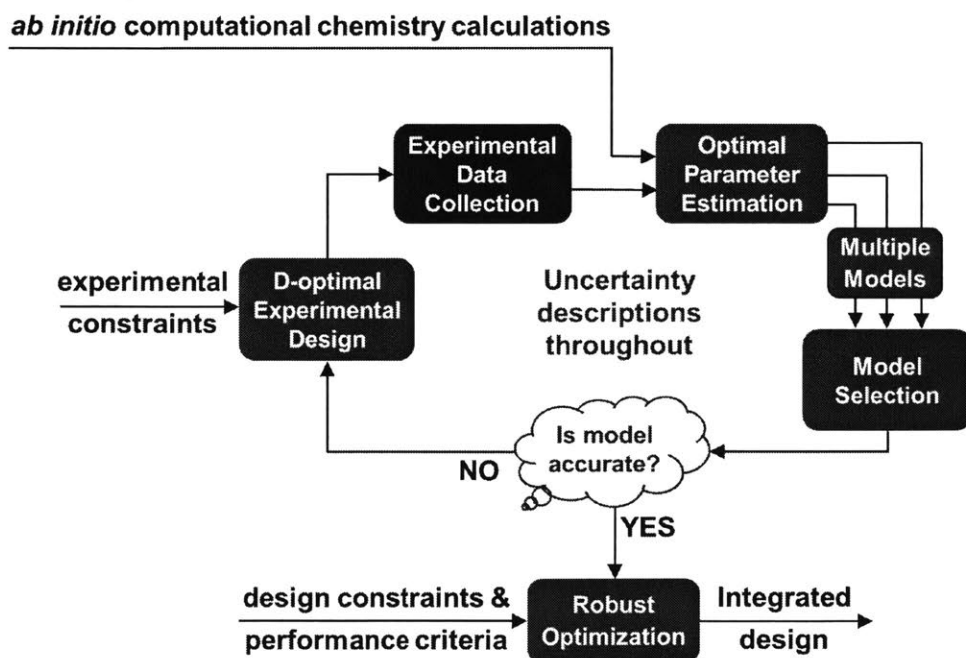 ab initio computational chemistry calculations
Experimental
Data
Collection
Optimal
Parameter
Estimation
Multiple
Models
Model
Selection
experimental
constraints
D-optimal
Experimental
Design
Uncertainty
descriptions
throughout
Is model
accurate?
NO
YES
design constraints &
performance criteria
Robust
Optimization
Integrated
design